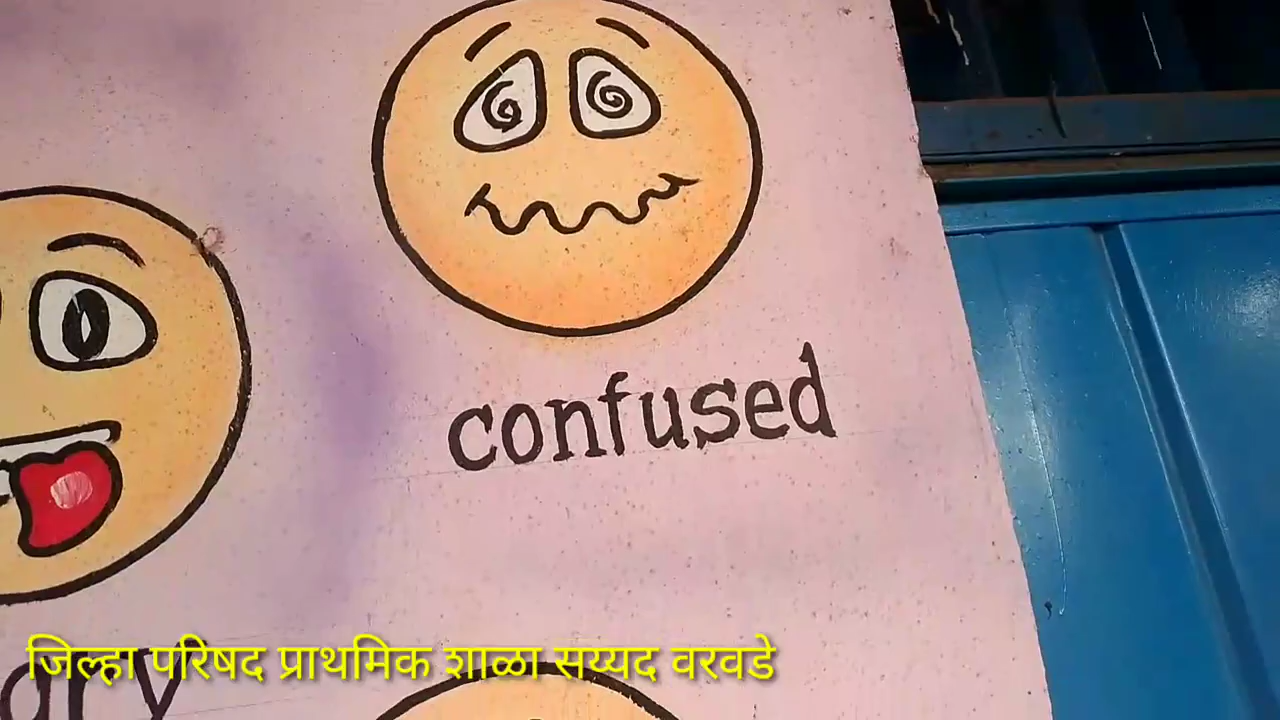 confused
जिल्हा परिषद प्राथमिक शाळा सय्यद वरवडे